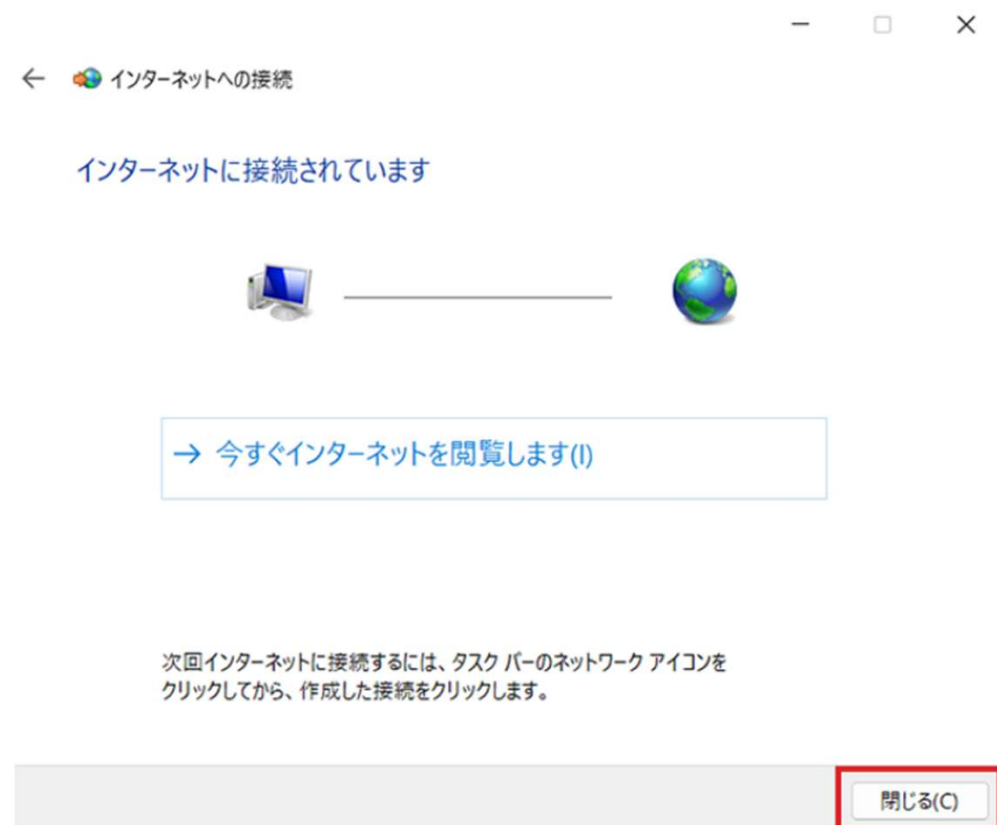 インターネットへの接続
インターネットに接続されています
→ 今すぐインターネットを閲覧します(I)
次回インターネットに接続するには、タスク バーのネットワーク アイコンを
クリックしてから、作成した接続をクリックします。
閉じる(C)